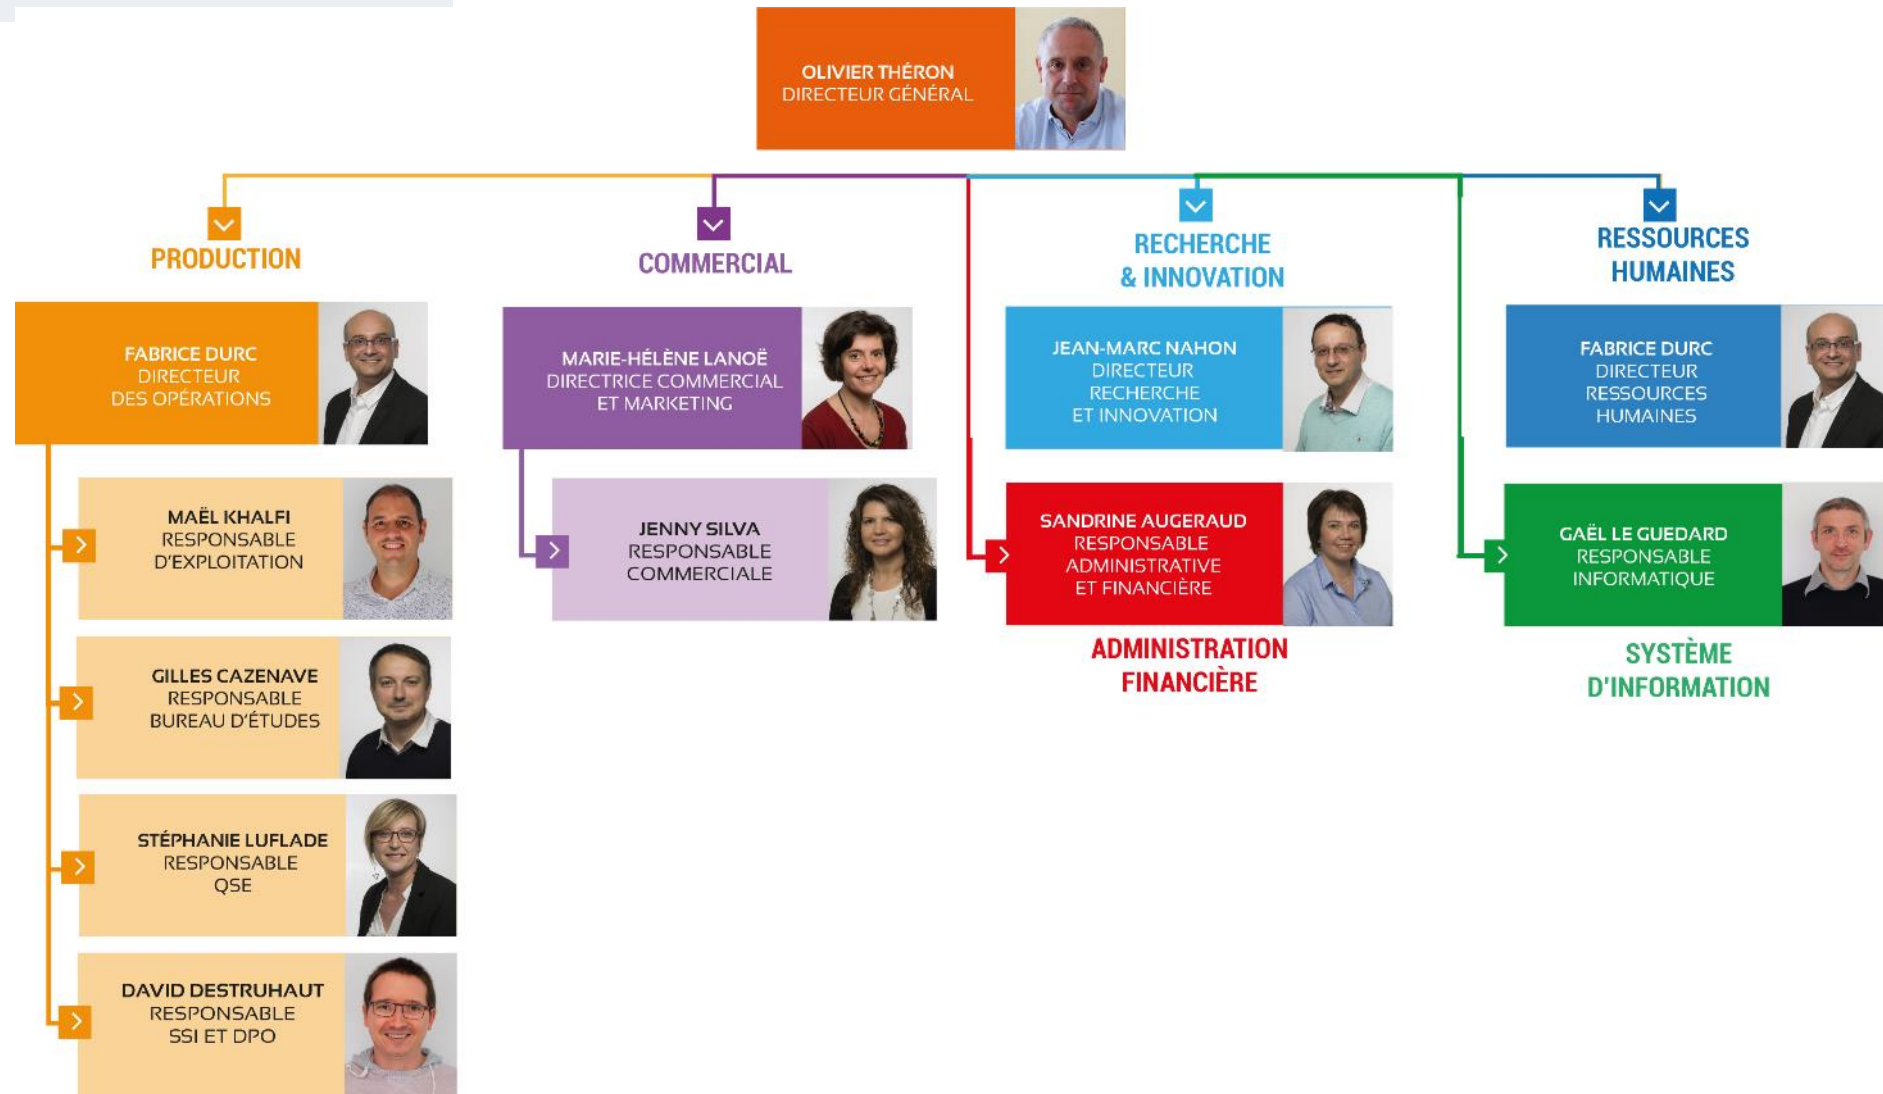 OLIVIER THÉRON
DIRECTEUR GÉNÉRAL
PRODUCTION
FABRICE DURC
DIRECTEUR
DES OPÉRATIONS
MAËL KHALFI
RESPONSABLE
D'EXPLOITATION
GILLES CAZENAVE
RESPONSABLE
BUREAU D'ÉTUDES
STÉPHANIE LUFLADE
RESPONSABLE
QSE
DAVID DESTRUHAUT
RESPONSABLE
SSI ET DPO
COMMERCIAL
MARIE-HÉLÈNE LANOË
DIRECTRICE COMMERCIAL
ET MARKETING
JENNY SILVA
RESPONSABLE
COMMERCIALE
RECHERCHE
& INNOVATION
JEAN-MARC NAHON
DIRECTEUR
RECHERCHE
ET INNOVATION
SANDRINE AUGERAUD
RESPONSABLE
ADMINISTRATIVE
ET FINANCIÈRE
ADMINISTRATION
FINANCIÈRE
RESSOURCES
HUMAINES
FABRICE DURC
DIRECTEUR
RESSOURCES
HUMAINES
GAËL LE GUEDARD
RESPONSABLE
INFORMATIQUE
SYSTÈME
D'INFORMATION